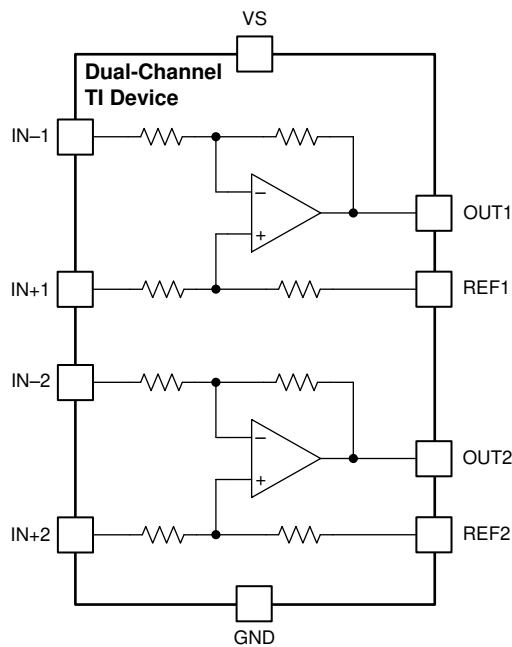 VS
Dual-Channel
TI Device
IN–1
−
OUT1
+
IN+1
REF1
IN–2
−
OUT2
+
IN+2
REF2
GND